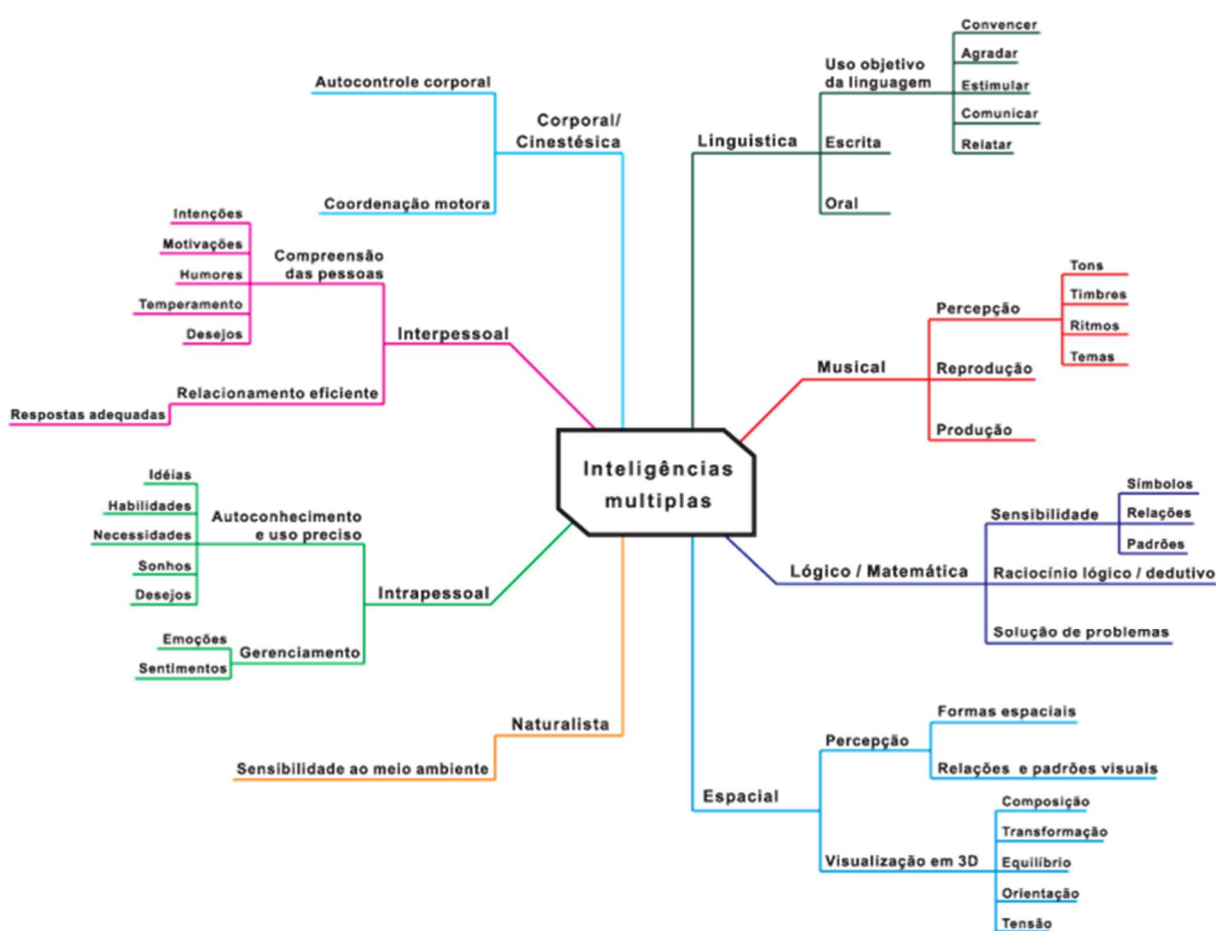 Inteligências
multiplas
Corporal/
Cinestésica
Autocontrole corporal
Coordenação motora
Interpessoal
Compreensão
das pessoas
Intenções
Motivações
Humores
Temperamento
Desejos
Relacionamento eficiente
Respostas adequadas
Intrapessoal
Autoconhecimento
e uso preciso
Idéias
Habilidades
Necessidades
Sonhos
Desejos
Gerenciamento
Emoções
Sentimentos
Naturalista
Sensibilidade ao meio ambiente
Linguistica
Uso objetivo
da linguagem
Convencer
Agradar
Estimular
Comunicar
Relatar
Escrita
Oral
Musical
Percepção
Tons
Timbres
Ritmos
Temas
Reprodução
Produção
Lógico / Matemática
Sensibilidade
Símbolos
Relações
Padrões
Raciocínio lógico / dedutivo
Solução de problemas
Espacial
Percepção
Formas espaciais
Relações e padrões visuais
Visualização em 3D
Composição
Transformação
Equilíbrio
Orientação
Tensão